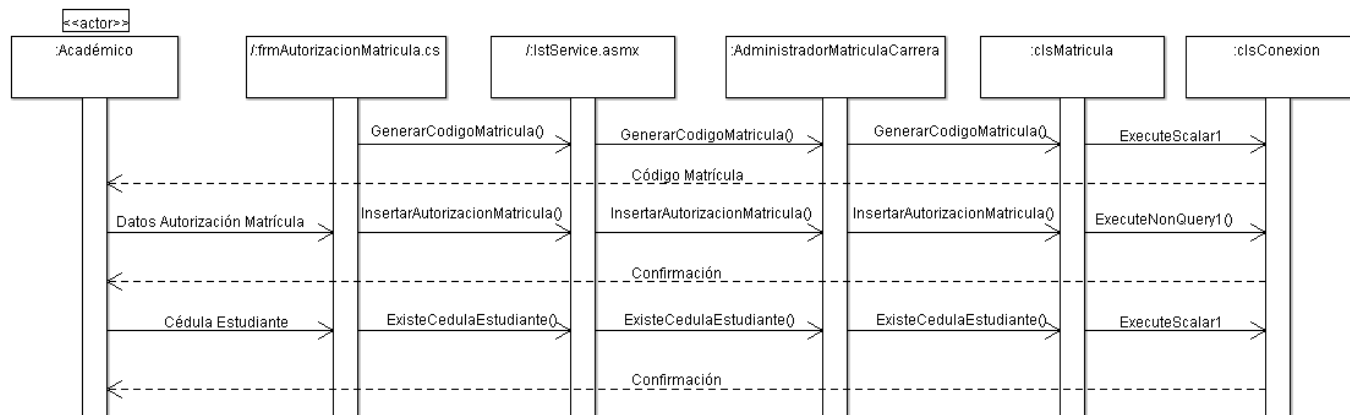 <<actor>>
:Académico
/:frmAutorizacionMatricula.cs
/:IstService.asmx
:AdministradorMatriculaCarrera
:clsMatricula
:clsConexion
GenerarCodigoMatricula()
GenerarCodigoMatricula()
GenerarCodigoMatricula()
ExecuteScalar1
Código Matrícula
Datos Autorización Matrícula
InsertarAutorizacionMatricula()
InsertarAutorizacionMatricula()
InsertarAutorizacionMatricula()
ExecuteNonQuery1()
Confirmación
Cédula Estudiante
ExisteCedulaEstudiante()
ExisteCedulaEstudiante()
ExisteCedulaEstudiante()
ExecuteScalar1
Confirmación